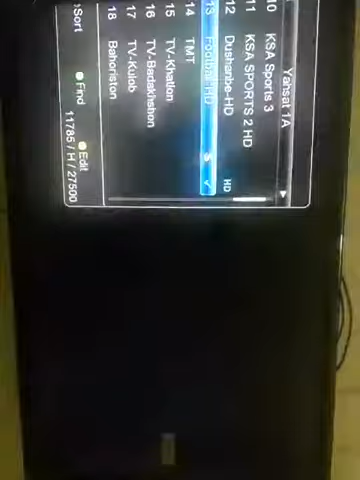 Yahsat 1A
10 KSA Sports 3
11 KSA SPORTS 2 HD
12 Dushanbe-HD HD
13 Football HD $
14 TMT
15 TV-Khatlon
16 TV-Badakhshon
17 TV-Kulob
18 Bahoriston
Sort Find Edit
11785 / H / 27500